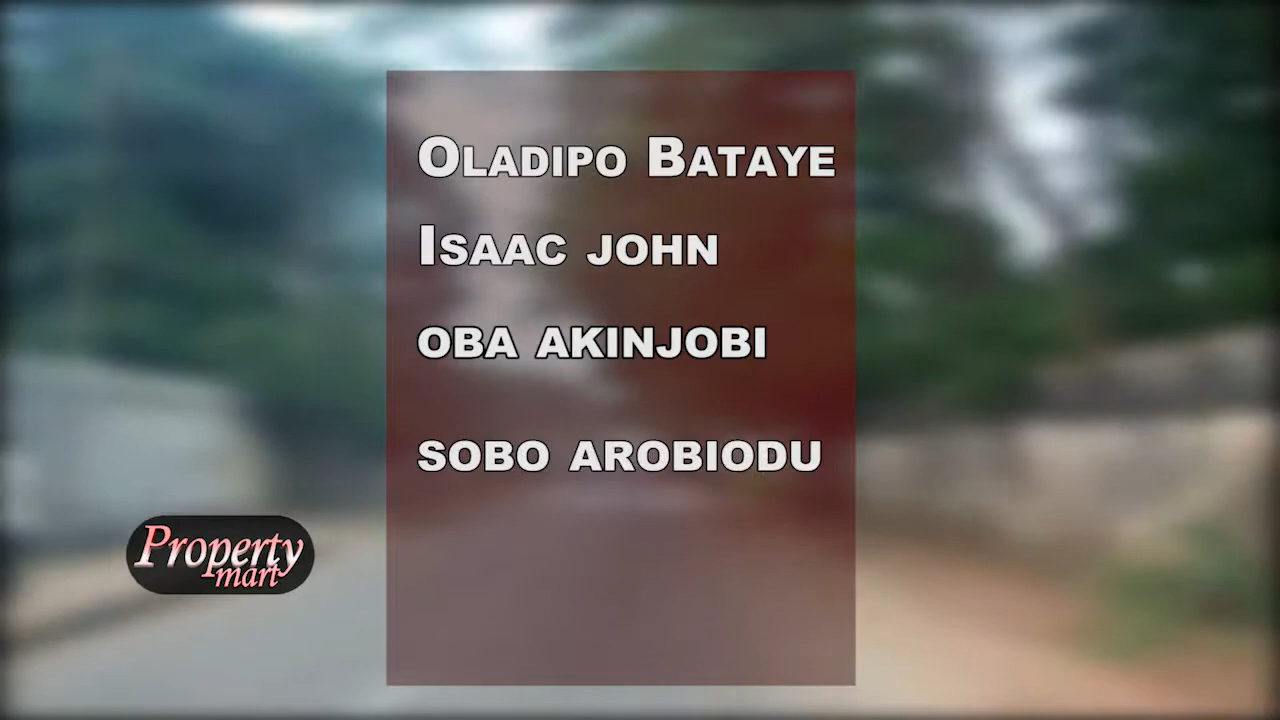 Oladipo Bataye
Isaac john
oba akinjobi
sobo arobiodu
Property
mart